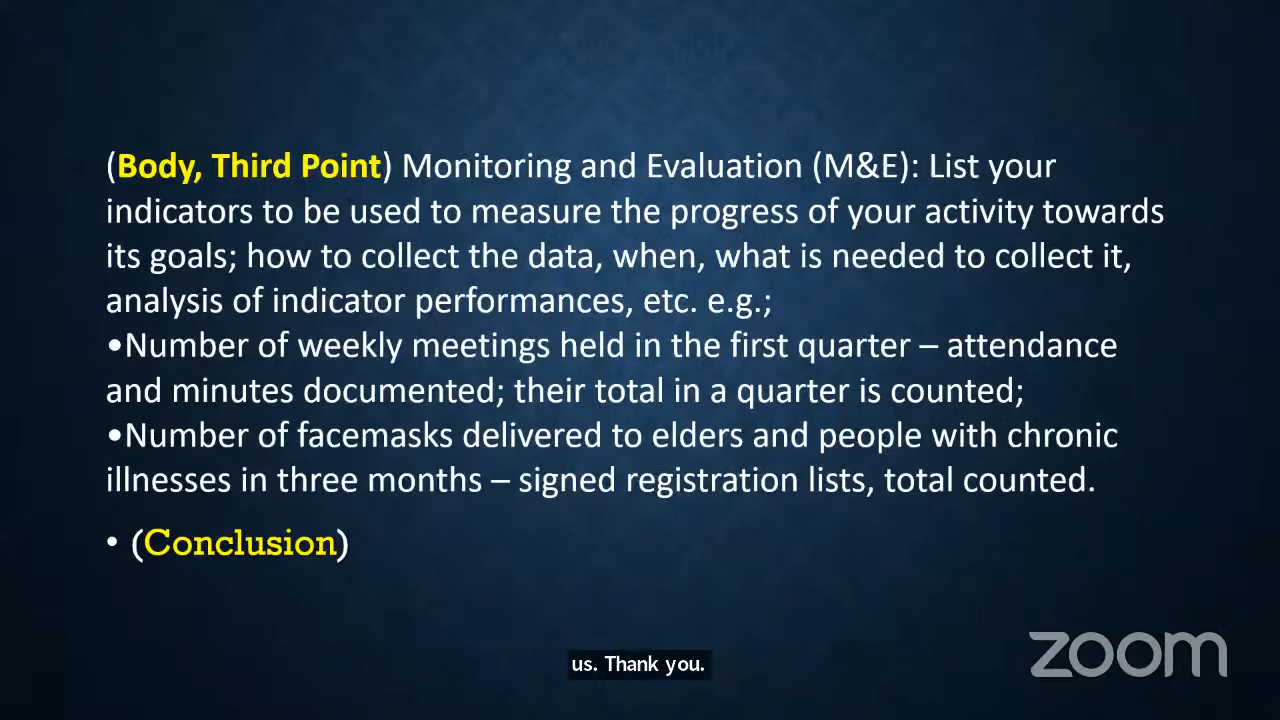 (Body, Third Point) Monitoring and Evaluation (M&E): List your
indicators to be used to measure the progress of your activity towards
its goals; how to collect the data, when, what is needed to collect it,
analysis of indicator performances, etc. e.g.;
•Number of weekly meetings held in the first quarter – attendance
and minutes documented; their total in a quarter is counted;
•Number of facemasks delivered to elders and people with chronic
illnesses in three months – signed registration lists, total counted.
• (Conclusion)
us. Thank you.
zoom